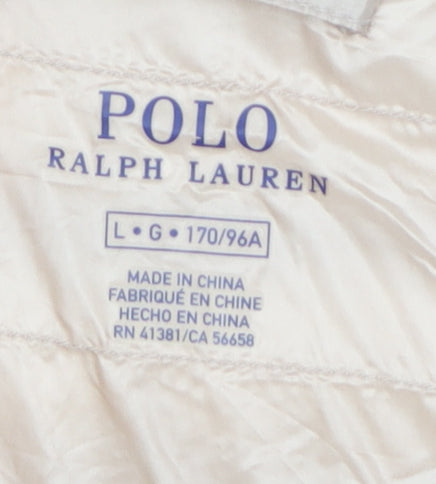 POLO
RALPH LAUREN
L • G • 170/96A
MADE IN CHINA
FABRIQUÉ EN CHINE
HECHO EN CHINA
RN 41381/CA 56658